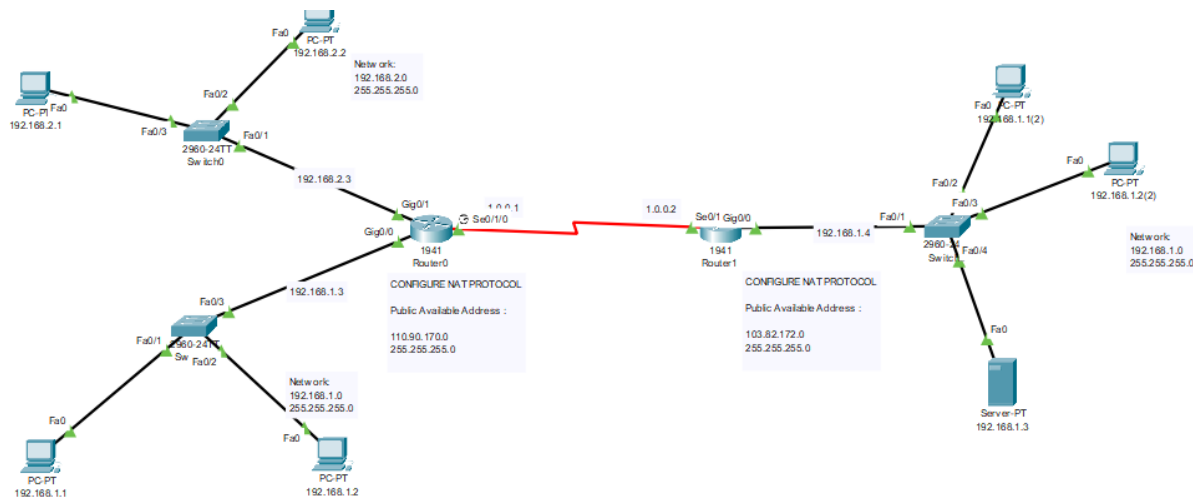 Fa0
PC-PT
192.168.2.2
Network:
192.168.2.0
255.255.255.0
Fa0
PC-PT
192.168.2.1
Fa0/2
Fa0/3
Fa0/1
2960-24TT
Switch0
192.168.2.3
Gig0/1
1.0.0.1
Se0/1/0
Gig0/0
1941
Router0
192.168.1.3
CONFIGURE NAT PROTOCOL
Public Available Address :
110.90.170.0
255.255.255.0
Fa0/3
Fa0/1
2960-24TT
Sw
Fa0/2
Network:
192.168.1.0
255.255.255.0
Fa0
PC-PT
192.168.1.1
Fa0
PC-PT
192.168.1.2
1.0.0.2
Se0/1
Gig0/0
1941
Router1
192.168.1.4
CONFIGURE NAT PROTOCOL
Public Available Address :
103.82.172.0
255.255.255.0
Fa0
PC-PT
192.168.1.1(2)
Fa0
PC-PT
192.168.1.2(2)
Fa0/2
Fa0/3
Fa0/1
2960-24
Switc
Fa0/4
Network:
192.168.1.0
255.255.255.0
Fa0
Server-PT
192.168.1.3